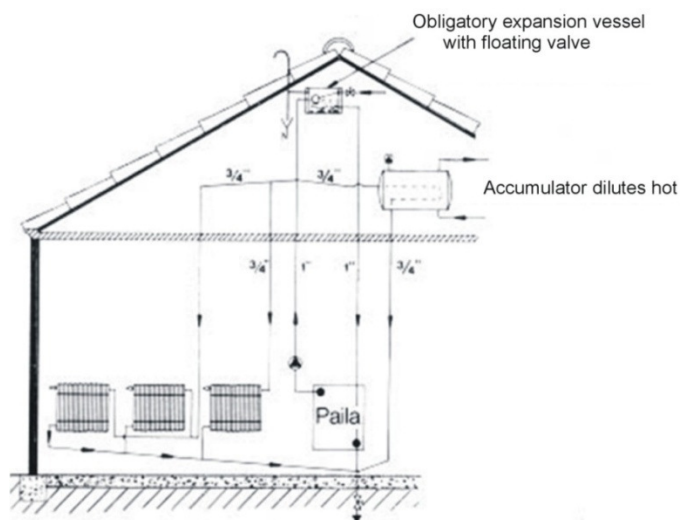 Obligatory expansion vessel
with floating valve
3/4" 3/4"
Accumulator dilutes hot
3/4" 1" 1" 3/4"
Paila